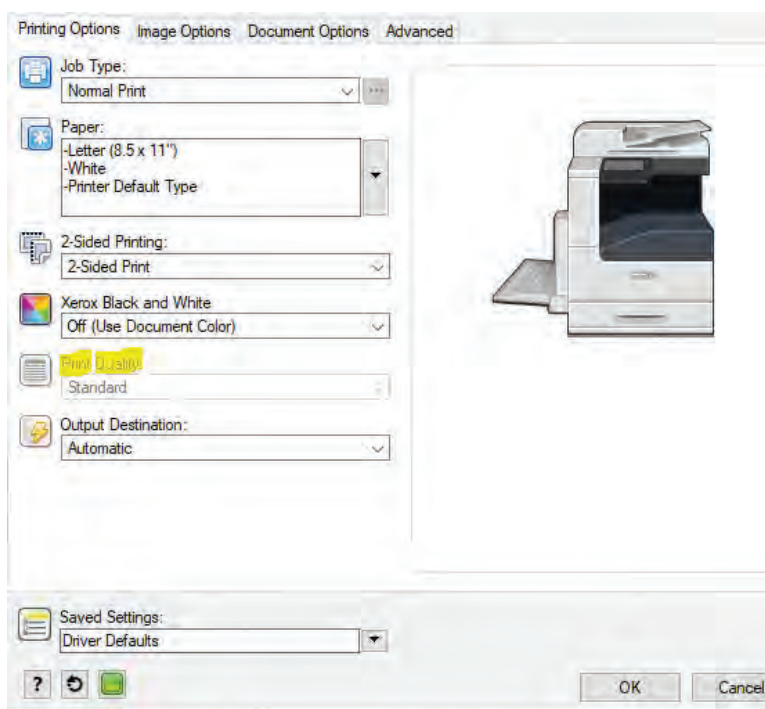 Printing Options Image Options Document Options Advanced
Job Type:
Normal Print
...
Paper:
-Letter (8.5 x 11")
-White
-Printer Default Type
2-Sided Printing:
2-Sided Print
Xerox Black and White
Off (Use Document Color)
Print Quality:
Standard
Output Destination:
Automatic
Saved Settings:
Driver Defaults
?
OK Cancel